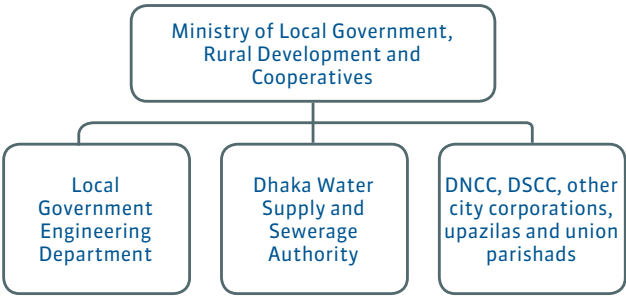 Ministry of Local Government,
Rural Development and
Cooperatives
Local
Government
Engineering
Department
Dhaka Water
Supply and
Sewerage
Authority
DNCC, DSCC, other
city corporations,
upazilas and union
parishads